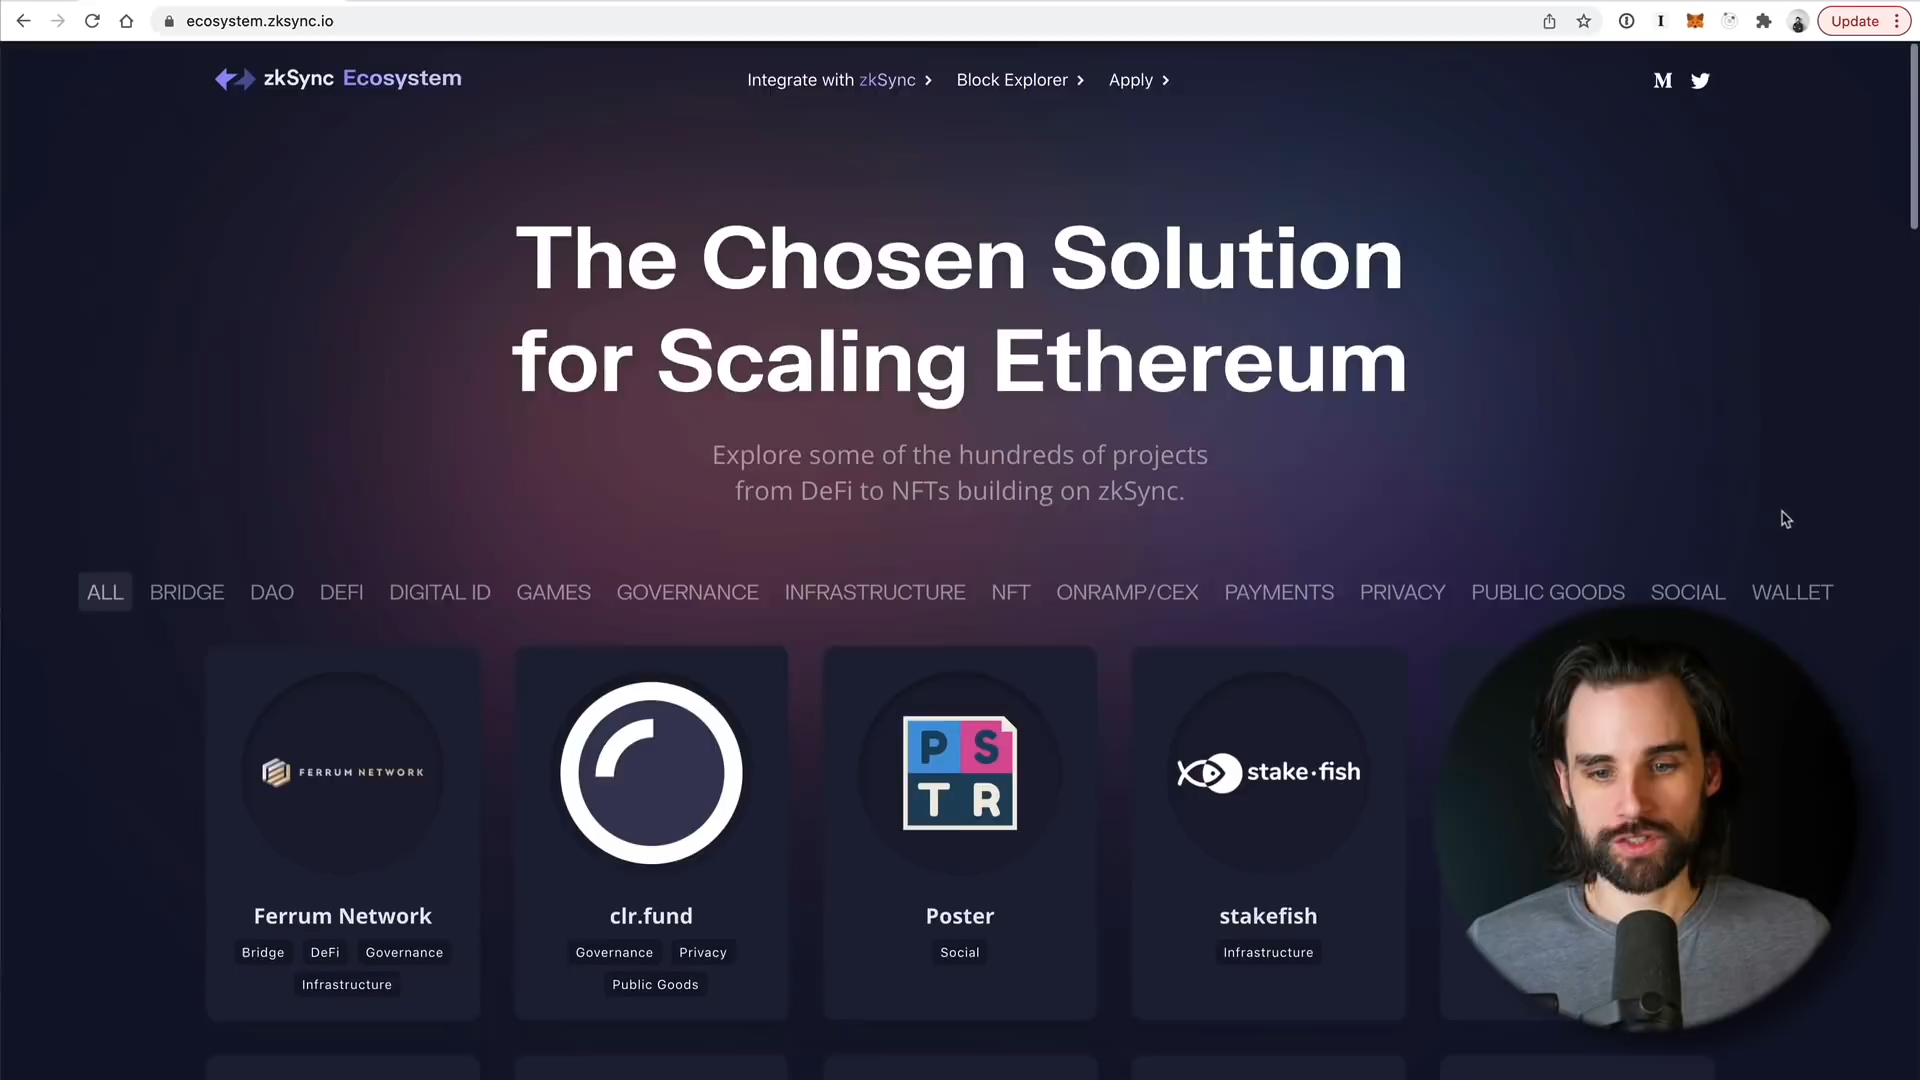 ecosystem.zksync.io
Update
zkSync Ecosystem
Integrate with zkSync
Block Explorer
Apply
The Chosen Solution
for Scaling Ethereum
Explore some of the hundreds of projects
from DeFi to NFTs building on zkSync.
ALL BRIDGE DAO DEFI DIGITAL ID GAMES GOVERNANCE INFRASTRUCTURE NFT ONRAMP/CEX PAYMENTS PRIVACY PUBLIC GOODS SOCIAL WALLET
FERRUM NETWORK
Ferrum Network
Bridge DeFi Governance
Infrastructure
clr.fund
Governance Privacy
Public Goods
P S
T R
Poster
Social
stake·fish
stakefish
Infrastructure